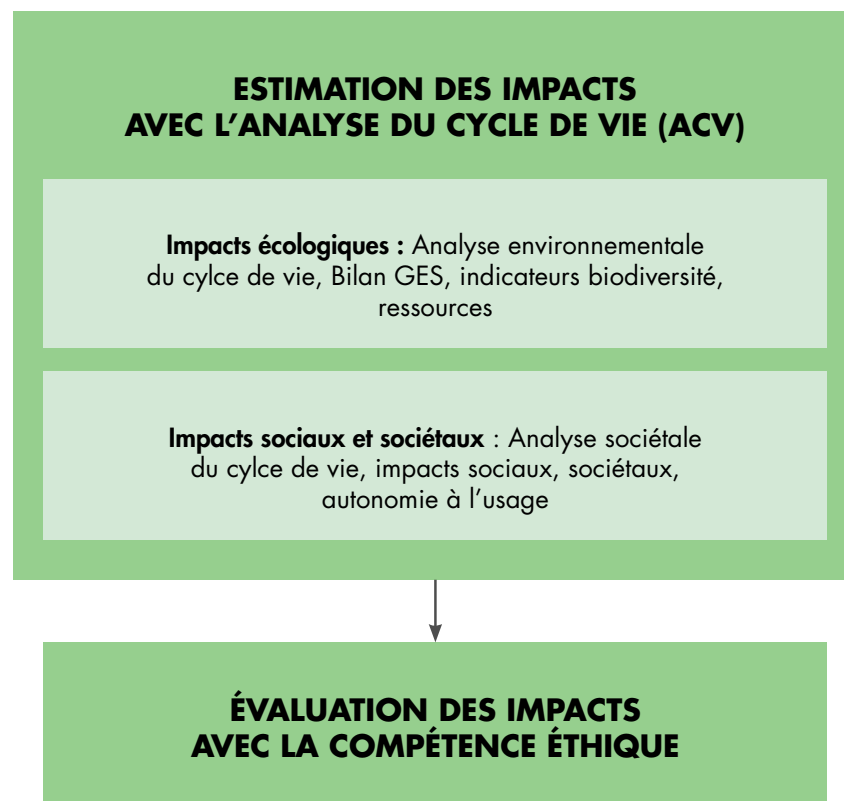 ESTIMATION DES IMPACTS
AVEC L’ANALYSE DU CYCLE DE VIE (ACV)
Impacts écologiques : Analyse environnementale
du cylce de vie, Bilan GES, indicateurs biodiversité,
ressources
Impacts sociaux et sociétaux : Analyse sociétale
du cylce de vie, impacts sociaux, sociétaux,
autonomie à l’usage
ÉVALUATION DES IMPACTS
AVEC LA COMPÉTENCE ÉTHIQUE